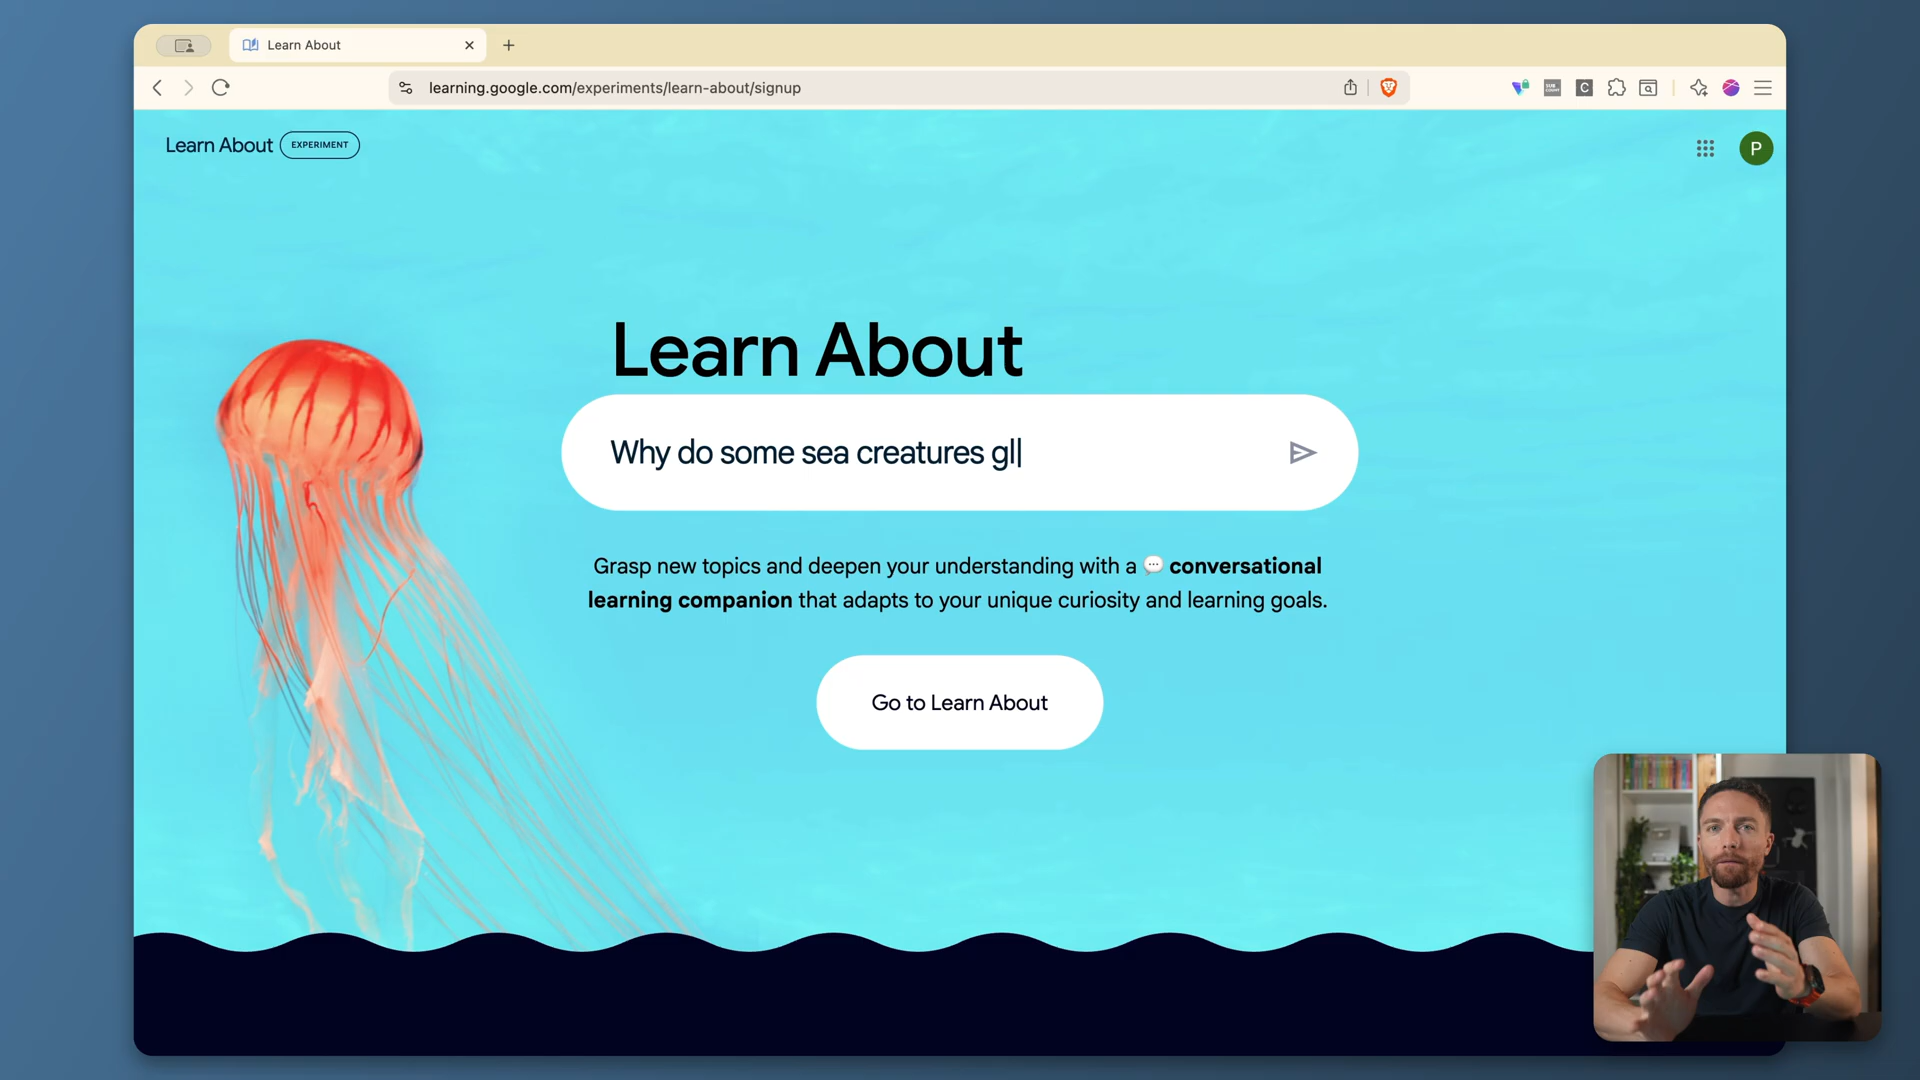 Learn About
learning.google.com/experiments/learn-about/signup
C
Learn About EXPERIMENT
P
Learn About
Why do some sea creatures gl
Grasp new topics and deepen your understanding with a 💬 conversational
learning companion that adapts to your unique curiosity and learning goals.
Go to Learn About